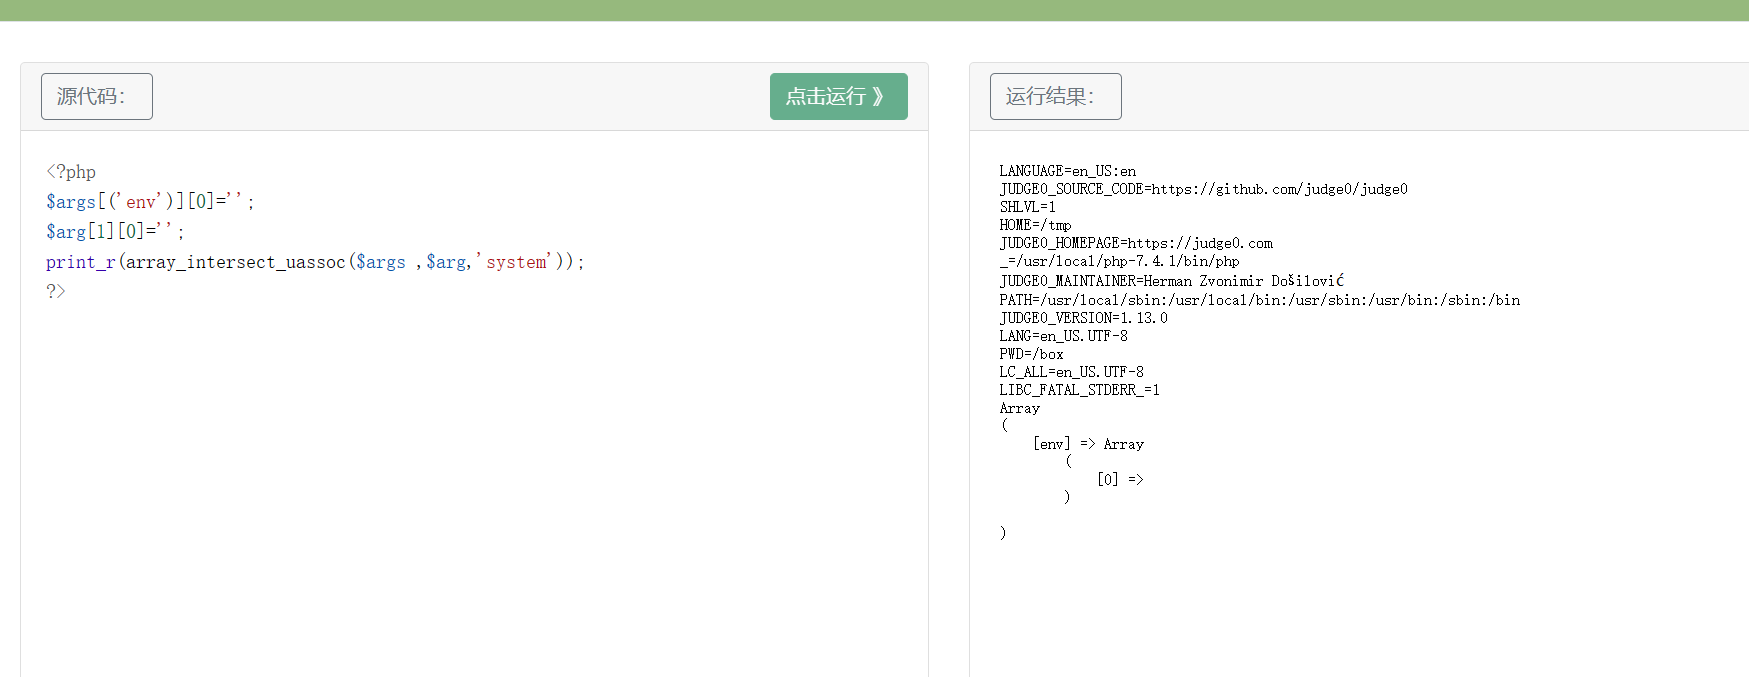 源代码：
点击运行 》
<?php
$args[('env')][0]='';
$arg[1][0]='';
print_r(array_intersect_uassoc($args ,$arg,'system'));
?>
运行结果：
LANGUAGE=en_US:en
JUDGE0_SOURCE_CODE=https://github.com/judge0/judge0
SHLVL=1
HOME=/tmp
JUDGE0_HOMEPAGE=https://judge0.com
_=/usr/local/php-7.4.1/bin/php
JUDGE0_MAINTAINER=Herman Zvonimir Došilović
PATH=/usr/local/sbin:/usr/local/bin:/usr/sbin:/usr/bin:/sbin:/bin
JUDGE0_VERSION=1.13.0
LANG=en_US.UTF-8
PWD=/box
LC_ALL=en_US.UTF-8
LIBC_FATAL_STDERR_=1
Array
(
    [env] => Array
        (
            [0] =>
        )
)